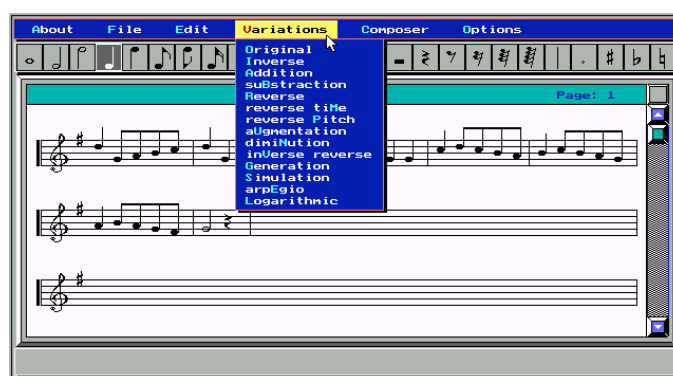 About File Edit Variations Composer Options
Original
Inverse
Addition
suBstraction
Reverse
reverse tiMe
reverse Pitch
aUgmentation
dimiNution
inVerse reverse
Generation
Simulation
arpEgio
Logarithmic
Page: 1